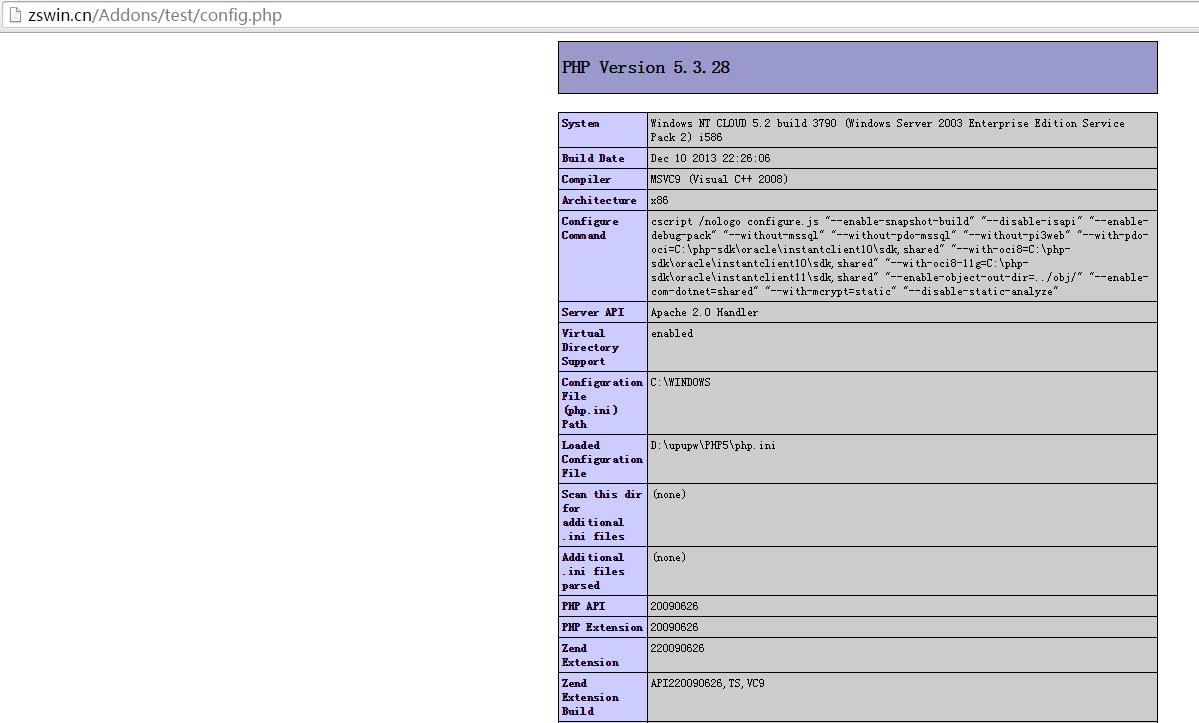 zswin.cn/Addons/test/config.php
PHP Version 5.3.28
System
Windows NT CLOUD 5.2 build 3790 (Windows Server 2003 Enterprise Edition Service
Pack 2) i586
Build Date
Dec 10 2013 22:26:06
Compiler
MSVC9 (Visual C++ 2008)
Architecture
x86
Configure
Command
cscript /nologo configure.js "--enable-snapshot-build" "--disable-isapi" "--enable-
debug-pack" "--without-mssql" "--without-pdo-mssql" "--without-pi3web" "--with-pdo-
oci=C:\php-sdk\oracle\instantclient10\sdk,shared" "--with-oci8=C:\php-
sdk\oracle\instantclient10\sdk,shared" "--with-oci8-11g=C:\php-
sdk\oracle\instantclient11\sdk,shared" "--enable-object-out-dir=../obj/" "--enable-
com-dotnet=shared" "--with-mcrypt=static" "--disable-static-analyze"
Server API
Apache 2.0 Handler
Virtual
Directory
Support
enabled
Configuration
File
(php.ini)
Path
C:\WINDOWS
Loaded
Configuration
File
D:\upupw\PHP5\php.ini
Scan this dir
for
additional
.ini files
(none)
Additional
.ini files
parsed
(none)
PHP API
20090626
PHP Extension
20090626
Zend
Extension
220090626
Zend
Extension
Build
API220090626,TS,VC9